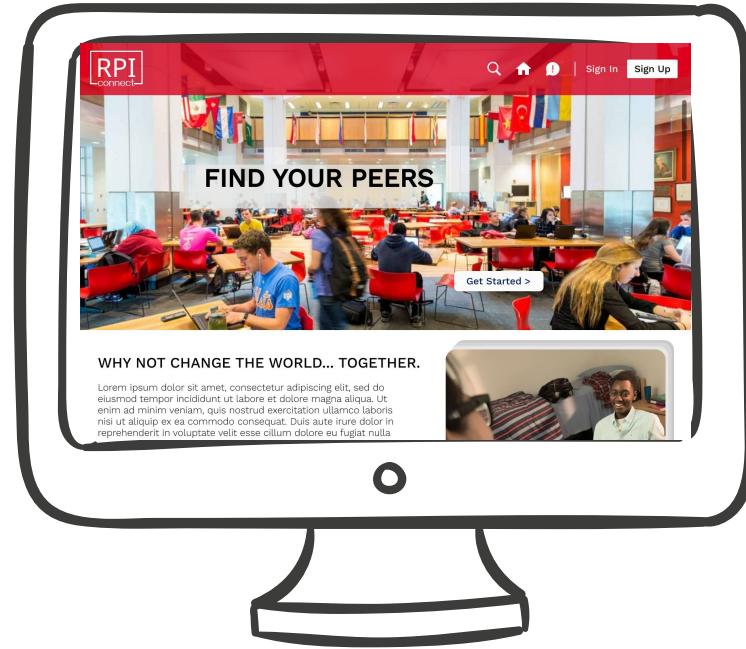 RPI
connect
Sign In
Sign Up
FIND YOUR PEERS
Get Started >
WHY NOT CHANGE THE WORLD... TOGETHER.
Lorem ipsum dolor sit amet, consectetur adipiscing elit, sed do
eiusmod tempor incididunt ut labore et dolore magna aliqua. Ut
enim ad minim veniam, quis nostrud exercitation ullamco laboris
nisi ut aliquip ex ea commodo consequat. Duis aute irure dolor in
reprehenderit in voluptate velit esse cillum dolore eu fugiat nulla